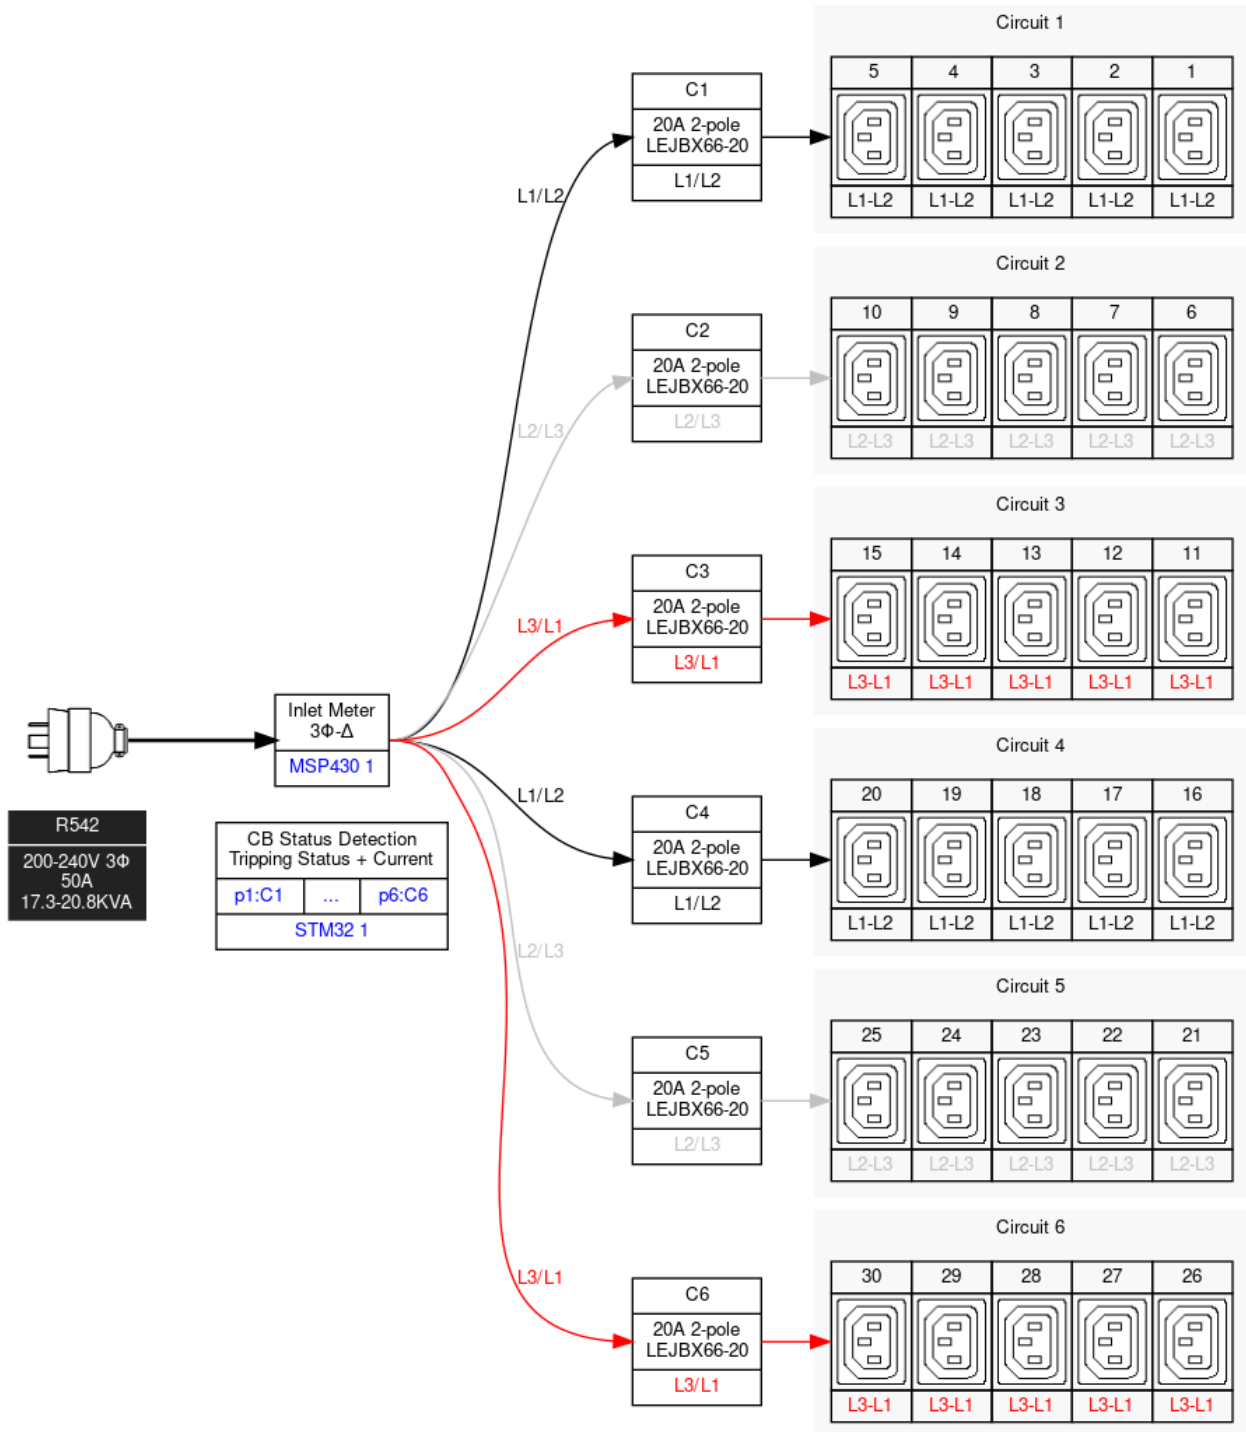 R542
200-240V 3Φ
50A
17.3-20.8KVA
Inlet Meter
3Φ-Δ
MSP430 1
CB Status Detection
Tripping Status + Current
p1:C1 ... p6:C6
STM32 1
L1/L2
L2/L3
L3/L1
L1/L2
L2/L3
L3/L1
C1
20A 2-pole
LEJBX66-20
L1/L2
Circuit 1
5 4 3 2 1
L1-L2 L1-L2 L1-L2 L1-L2 L1-L2
C2
20A 2-pole
LEJBX66-20
L2/L3
Circuit 2
10 9 8 7 6
L2-L3 L2-L3 L2-L3 L2-L3 L2-L3
C3
20A 2-pole
LEJBX66-20
L3/L1
Circuit 3
15 14 13 12 11
L3-L1 L3-L1 L3-L1 L3-L1 L3-L1
C4
20A 2-pole
LEJBX66-20
L1/L2
Circuit 4
20 19 18 17 16
L1-L2 L1-L2 L1-L2 L1-L2 L1-L2
C5
20A 2-pole
LEJBX66-20
L2/L3
Circuit 5
25 24 23 22 21
L2-L3 L2-L3 L2-L3 L2-L3 L2-L3
C6
20A 2-pole
LEJBX66-20
L3/L1
Circuit 6
30 29 28 27 26
L3-L1 L3-L1 L3-L1 L3-L1 L3-L1